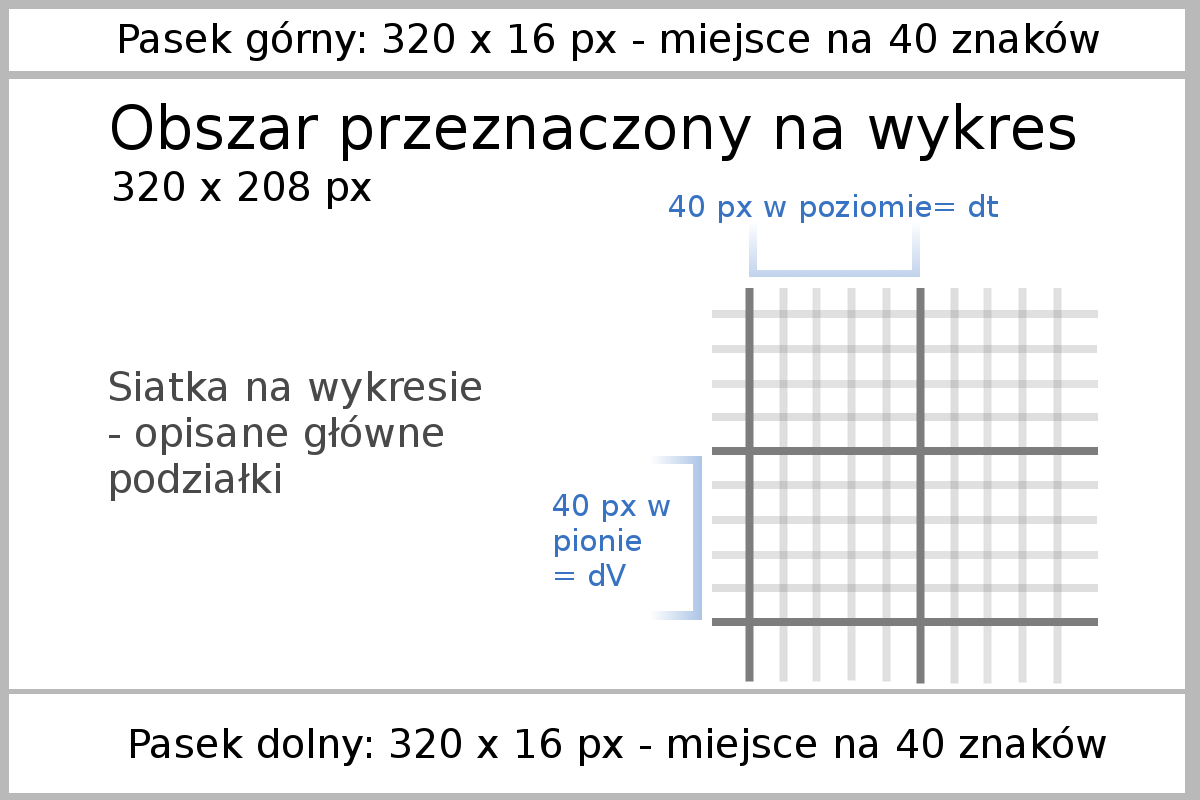 Pasek górny: 320 x 16 px - miejsce na 40 znaków
Obszar przeznaczony na wykres
320 x 208 px
40 px w poziomie= dt
Siatka na wykresie
- opisane główne
podziałki
40 px w
pionie
= dV
Pasek dolny: 320 x 16 px - miejsce na 40 znaków